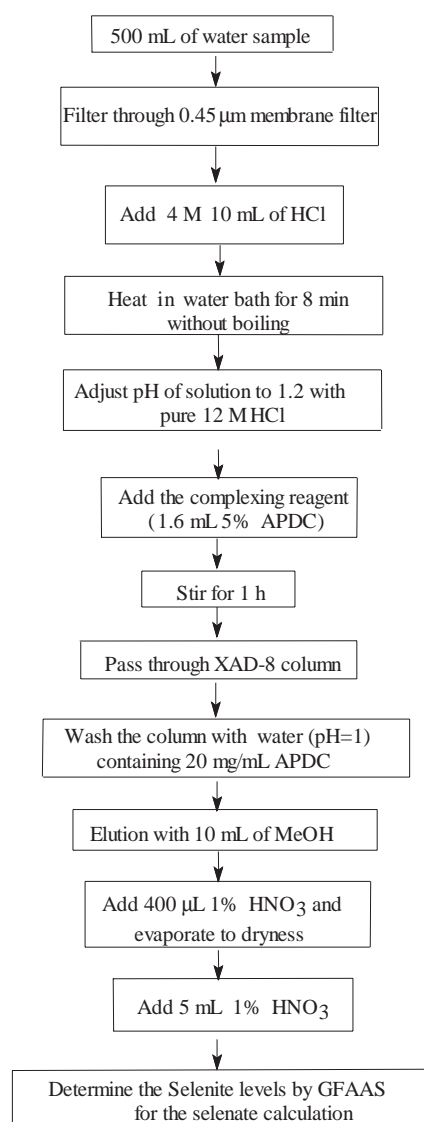 500 mL of water sample
Filter through 0.45 µm membrane filter
Add 4 M 10 mL of HCl
Heat in water bath for 8 min
without boiling
Adjust pH of solution to 1.2 with
pure 12 M HCl
Add the complexing reagent
(1.6 mL 5% APDC)
Stir for 1 h
Pass through XAD-8 column
Wash the column with water (pH=1)
containing 20 mg/mL APDC
Elution with 10 mL of MeOH
Add 400 µL 1% HNO3 and
evaporate to dryness
Add 5 mL 1% HNO3
Determine the Selenite levels by GFAAS
for the selenate calculation